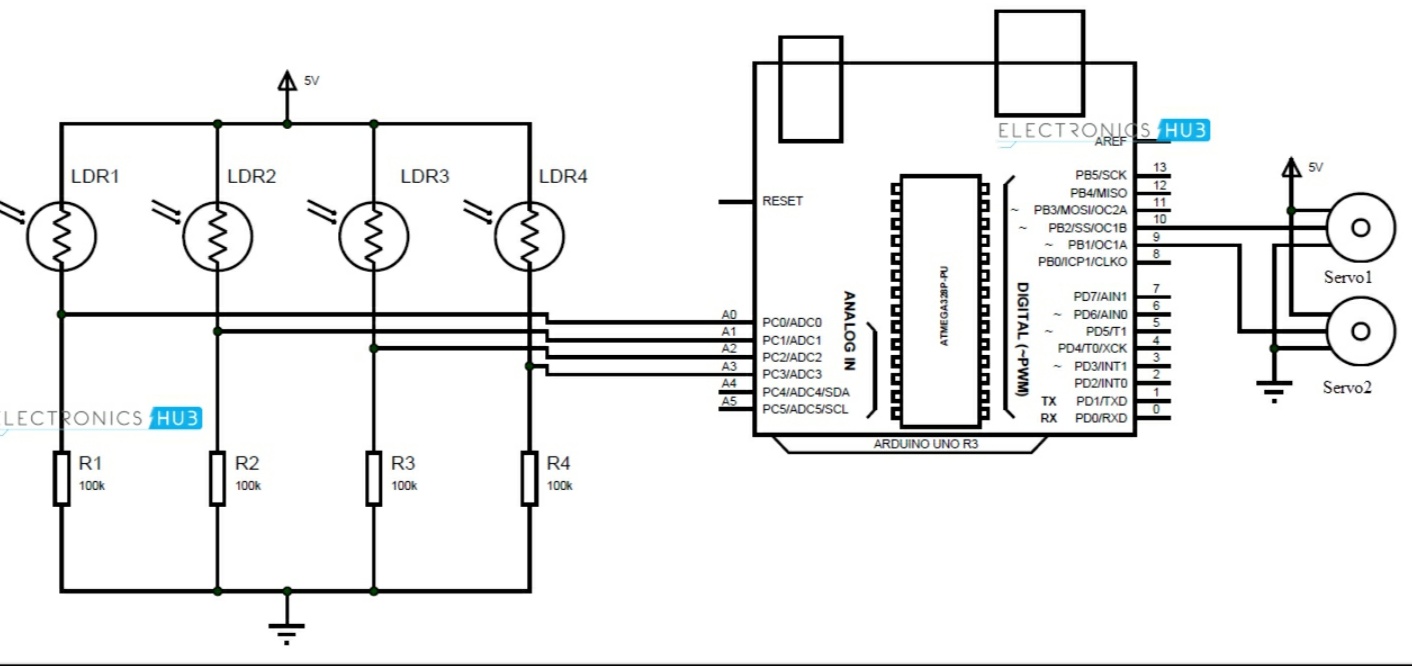 5V
LDR1
LDR2
LDR3
LDR4
ELECTRONICS HU3
AREF
RESET
PB5/SCK 13
PB4/MISO 12
~ PB3/MOSI/OC2A 11
~ PB2/SS/OC1B 10
~ PB1/OC1A 9
PB0/ICP1/CLKO 8
PD7/AIN1 7
~ PD6/AIN0 6
~ PD5/T1 5
PD4/T0/XCK 4
~ PD3/INT1 3
PD2/INT0 2
TX PD1/TXD 1
RX PD0/RXD 0
ATMEGA328P-PU
ANALOG IN
DIGITAL (~PWM)
A0 PC0/ADC0
A1 PC1/ADC1
A2 PC2/ADC2
A3 PC3/ADC3
A4 PC4/ADC4/SDA
A5 PC5/ADC5/SCL
ARDUINO UNO R3
5V
Servo1
Servo2
LECTRONICS HU3
R1
100k
R2
100k
R3
100k
R4
100k